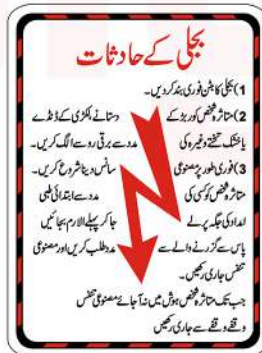 بجلی کے حادثات
1) بجلی کا بٹن فوری بند کر دیں۔
2) متاثرہ شخص کو ربڑ کے دستانے، لکڑی کے ڈنڈے
یا خشک تختے وغیرہ کی مدد سے برقی رو سے الگ کریں۔
3) فوری طور پر مصنوعی سانس دینا شروع کریں۔
متاثرہ شخص کو کسی کی مدد سے ابتدائی طبی
امداد کی جگہ پر لے جا کر پہلے الارم بجائیں
پاس سے گزرنے والے سے مدد طلب کریں اور مصنوعی
تنفس جاری رکھیں۔
جب تک متاثرہ شخص ہوش میں نہ آ جائے مصنوعی تنفس
وقفے وقفے سے جاری رکھیں